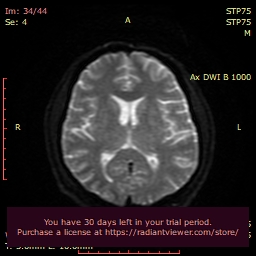 Im: 34/44
Se: 4
A
STP75
STP75
M
Ax DWI B 1000
R
L
You have 30 days left in your trial period.
Purchase a license at https://radiantviewer.com/store/